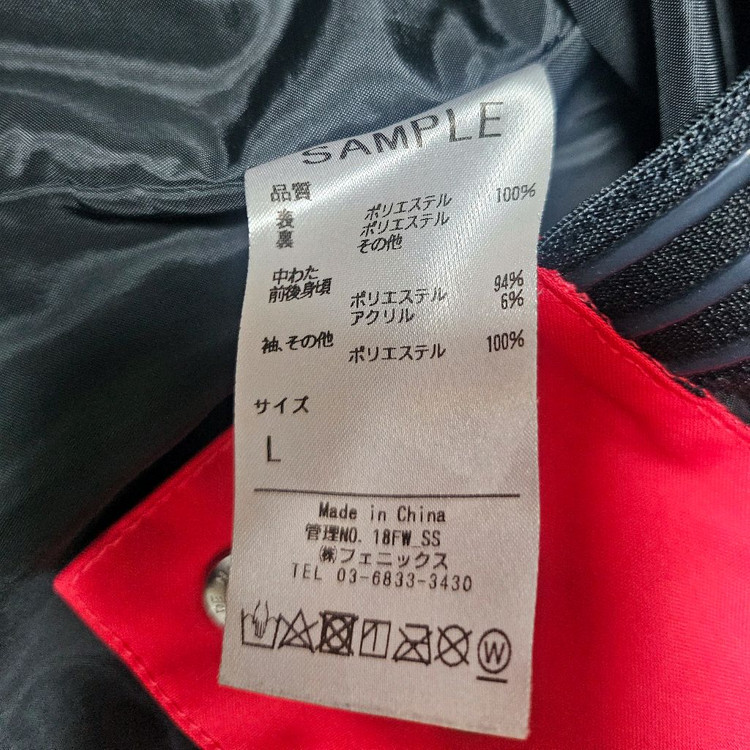 SAMPLE
品質
表 ポリエステル 100%
裏 ポリエステル
その他
中わた
前後身頃 ポリエステル 94%
アクリル 6%
袖、その他 ポリエステル 100%
サイズ
L
Made in China
管理NO. 18FW_SS
㈱フェニックス
TEL 03-6833-3430
W